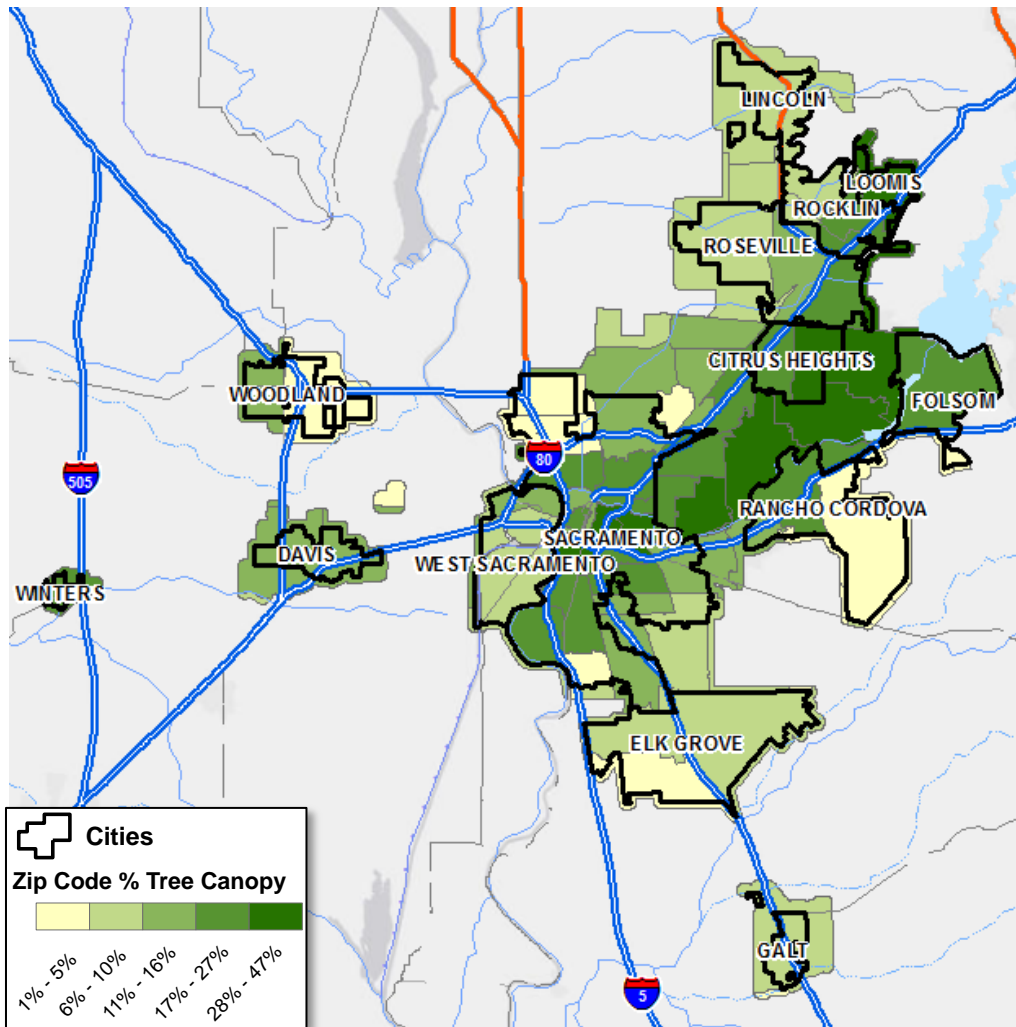 LINCOLN
LOOMIS
ROCKLIN
ROSEVILLE
CITRUS HEIGHTS
FOLSOM
WOODLAND
80
505
RANCHO CORDOVA
SACRAMENTO
DAVIS
WEST SACRAMENTO
WINTERS
ELK GROVE
GALT
5
Cities
Zip Code % Tree Canopy
1% - 5%
6% - 10%
11% - 16%
17% - 27%
28% - 47%